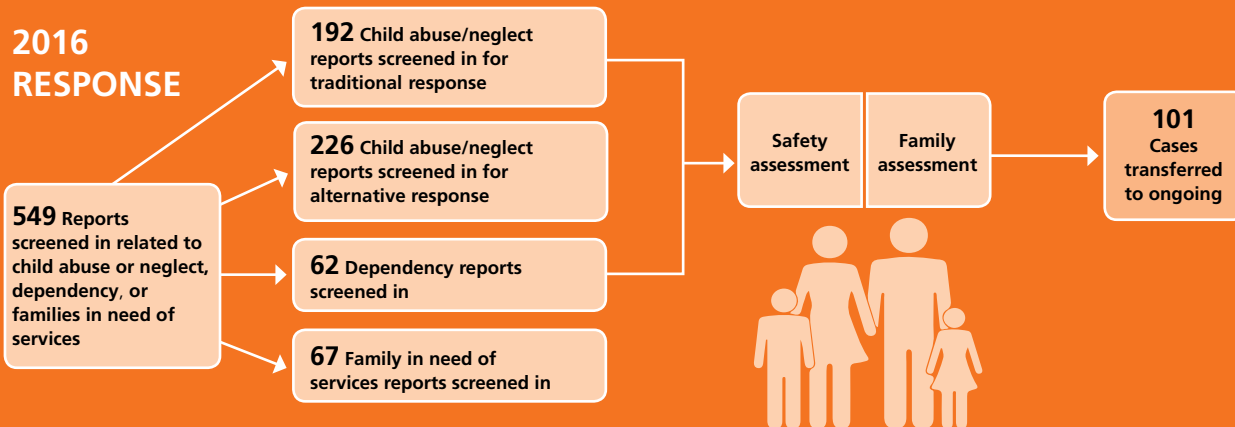 2016
RESPONSE
549 Reports
screened in related to
child abuse or neglect,
dependency, or
families in need of
services
192 Child abuse/neglect
reports screened in for
traditional response
226 Child abuse/neglect
reports screened in for
alternative response
62 Dependency reports
screened in
67 Family in need of
services reports screened in
Safety
assessment
Family
assessment
101
Cases
transferred
to ongoing